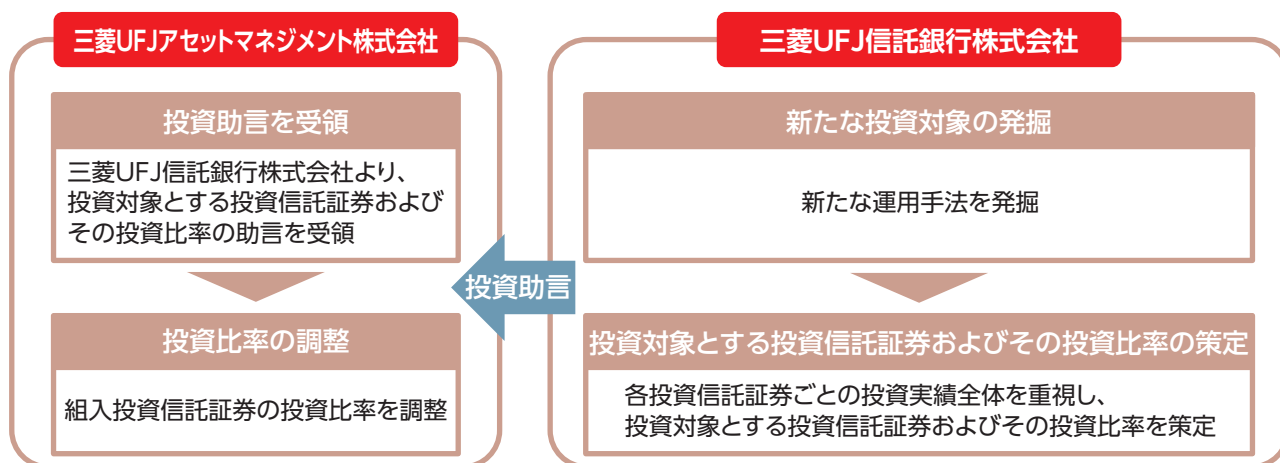 三菱UFJアセットマネジメント株式会社
投資助言を受領
三菱UFJ信託銀行株式会社より、
投資対象とする投資信託証券および
その投資比率の助言を受領
投資比率の調整
組入投資信託証券の投資比率を調整
投資助言
三菱UFJ信託銀行株式会社
新たな投資対象の発掘
新たな運用手法を発掘
投資対象とする投資信託証券およびその投資比率の策定
各投資信託証券ごとの投資実績全体を重視し、
投資対象とする投資信託証券およびその投資比率を策定